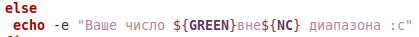 else
echo -e "Ваше число ${GREEN}вне${NC} диапазона :c"